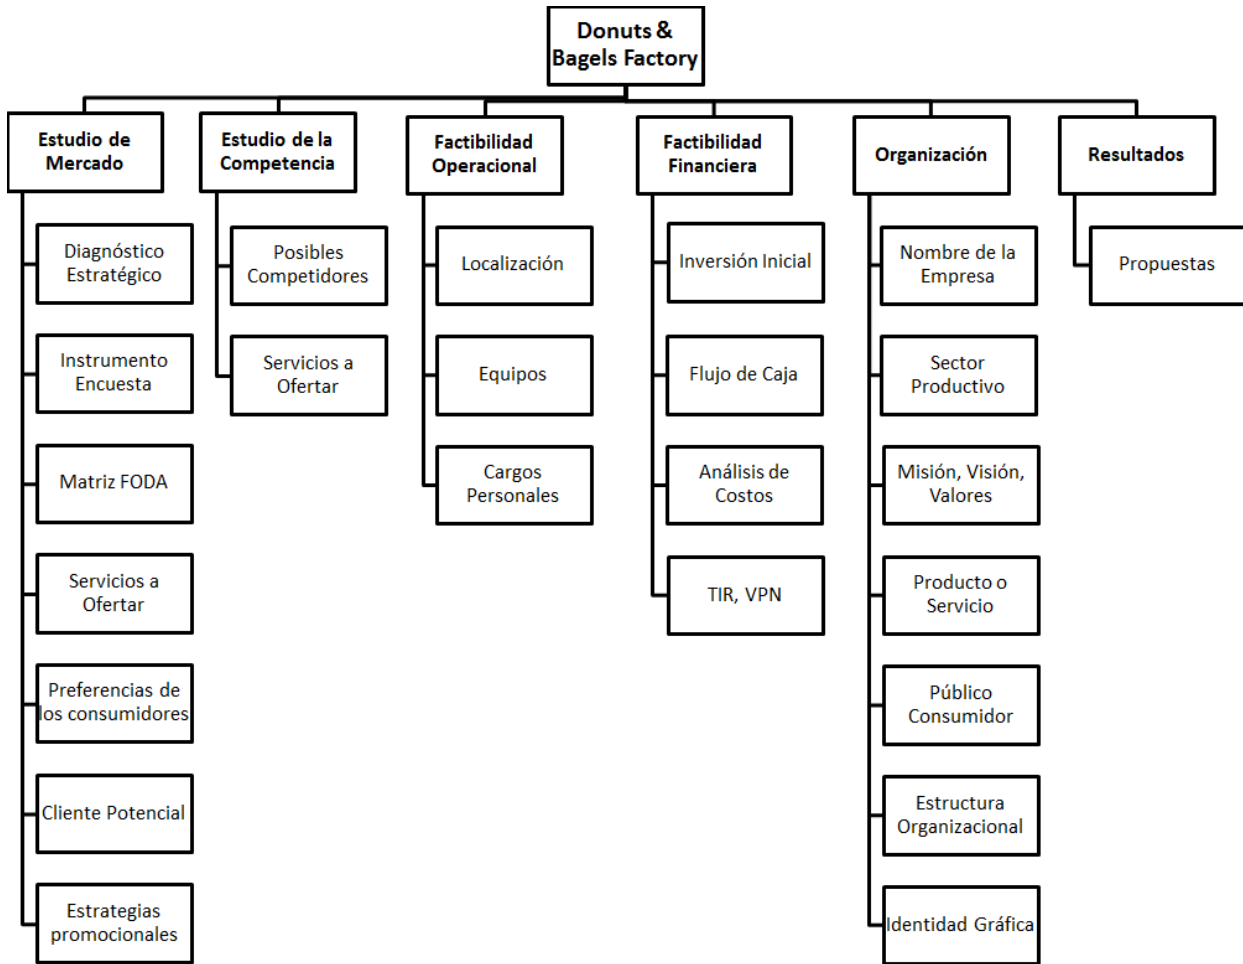 Donuts &
Bagels Factory
Estudio de
Mercado
Estudio de la
Competencia
Factibilidad
Operacional
Factibilidad
Financiera
Organización
Resultados
Diagnóstico
Estratégico
Instrumento
Encuesta
Matriz FODA
Servicios a
Ofertar
Preferencias de
los consumidores
Cliente Potencial
Estrategias
promocionales
Posibles
Competidores
Servicios a
Ofertar
Localización
Equipos
Cargos
Personales
Inversión Inicial
Flujo de Caja
Análisis de
Costos
TIR, VPN
Nombre de la
Empresa
Sector
Productivo
Misión, Visión,
Valores
Producto o
Servicio
Público
Consumidor
Estructura
Organizacional
Identidad Gráfica
Propuestas